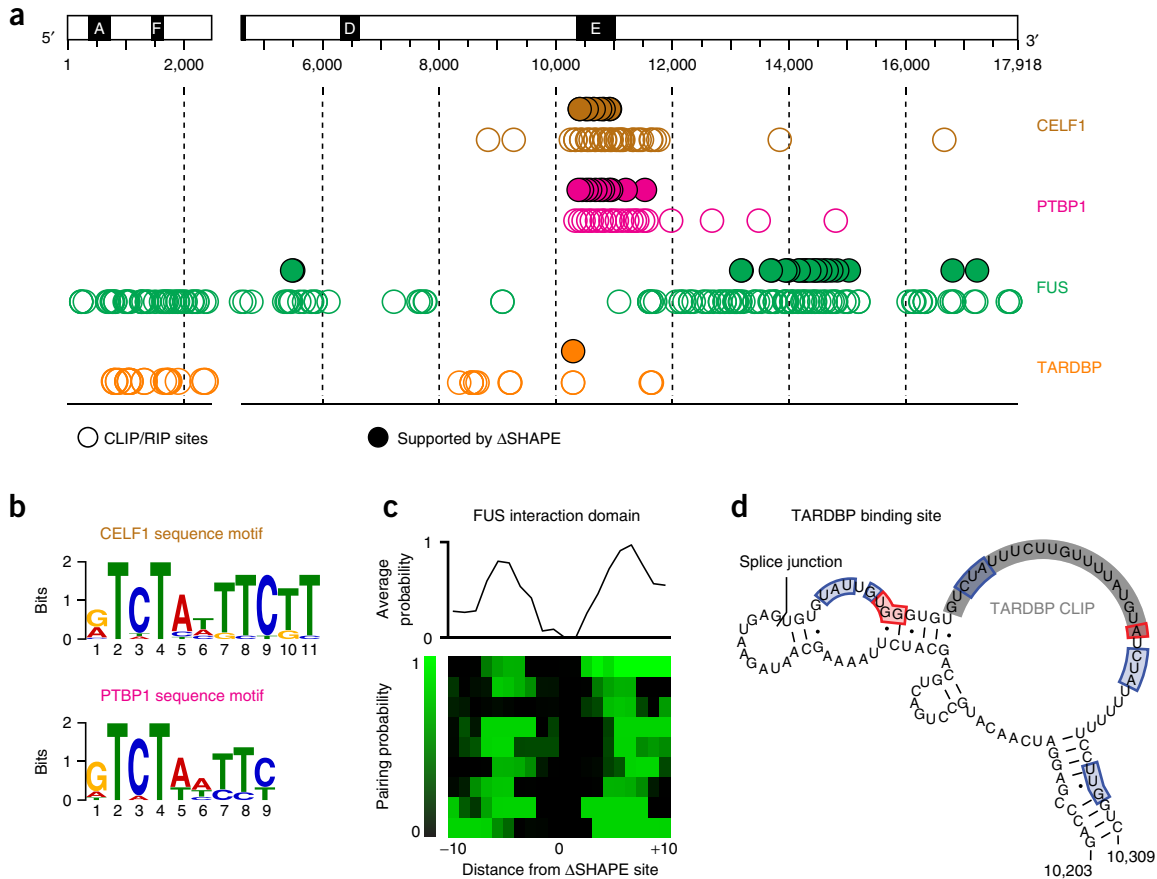 a
A F D E
5′ 3′
1 2,000 6,000 8,000 10,000 12,000 14,000 16,000 17,918
CELF1
PTBP1
FUS
TARDBP
CLIP/RIP sites
Supported by ΔSHAPE
b
CELF1 sequence motif
2
1
0
Bits
1 2 3 4 5 6 7 8 9 10 11
PTBP1 sequence motif
2
1
0
Bits
1 2 3 4 5 6 7 8 9
c
FUS interaction domain
1
0
Average
probability
1
0
Pairing probability
−10 0 +10
Distance from ΔSHAPE site
d
TARDBP binding site
Splice junction
TARDBP CLIP
10,203
10,309